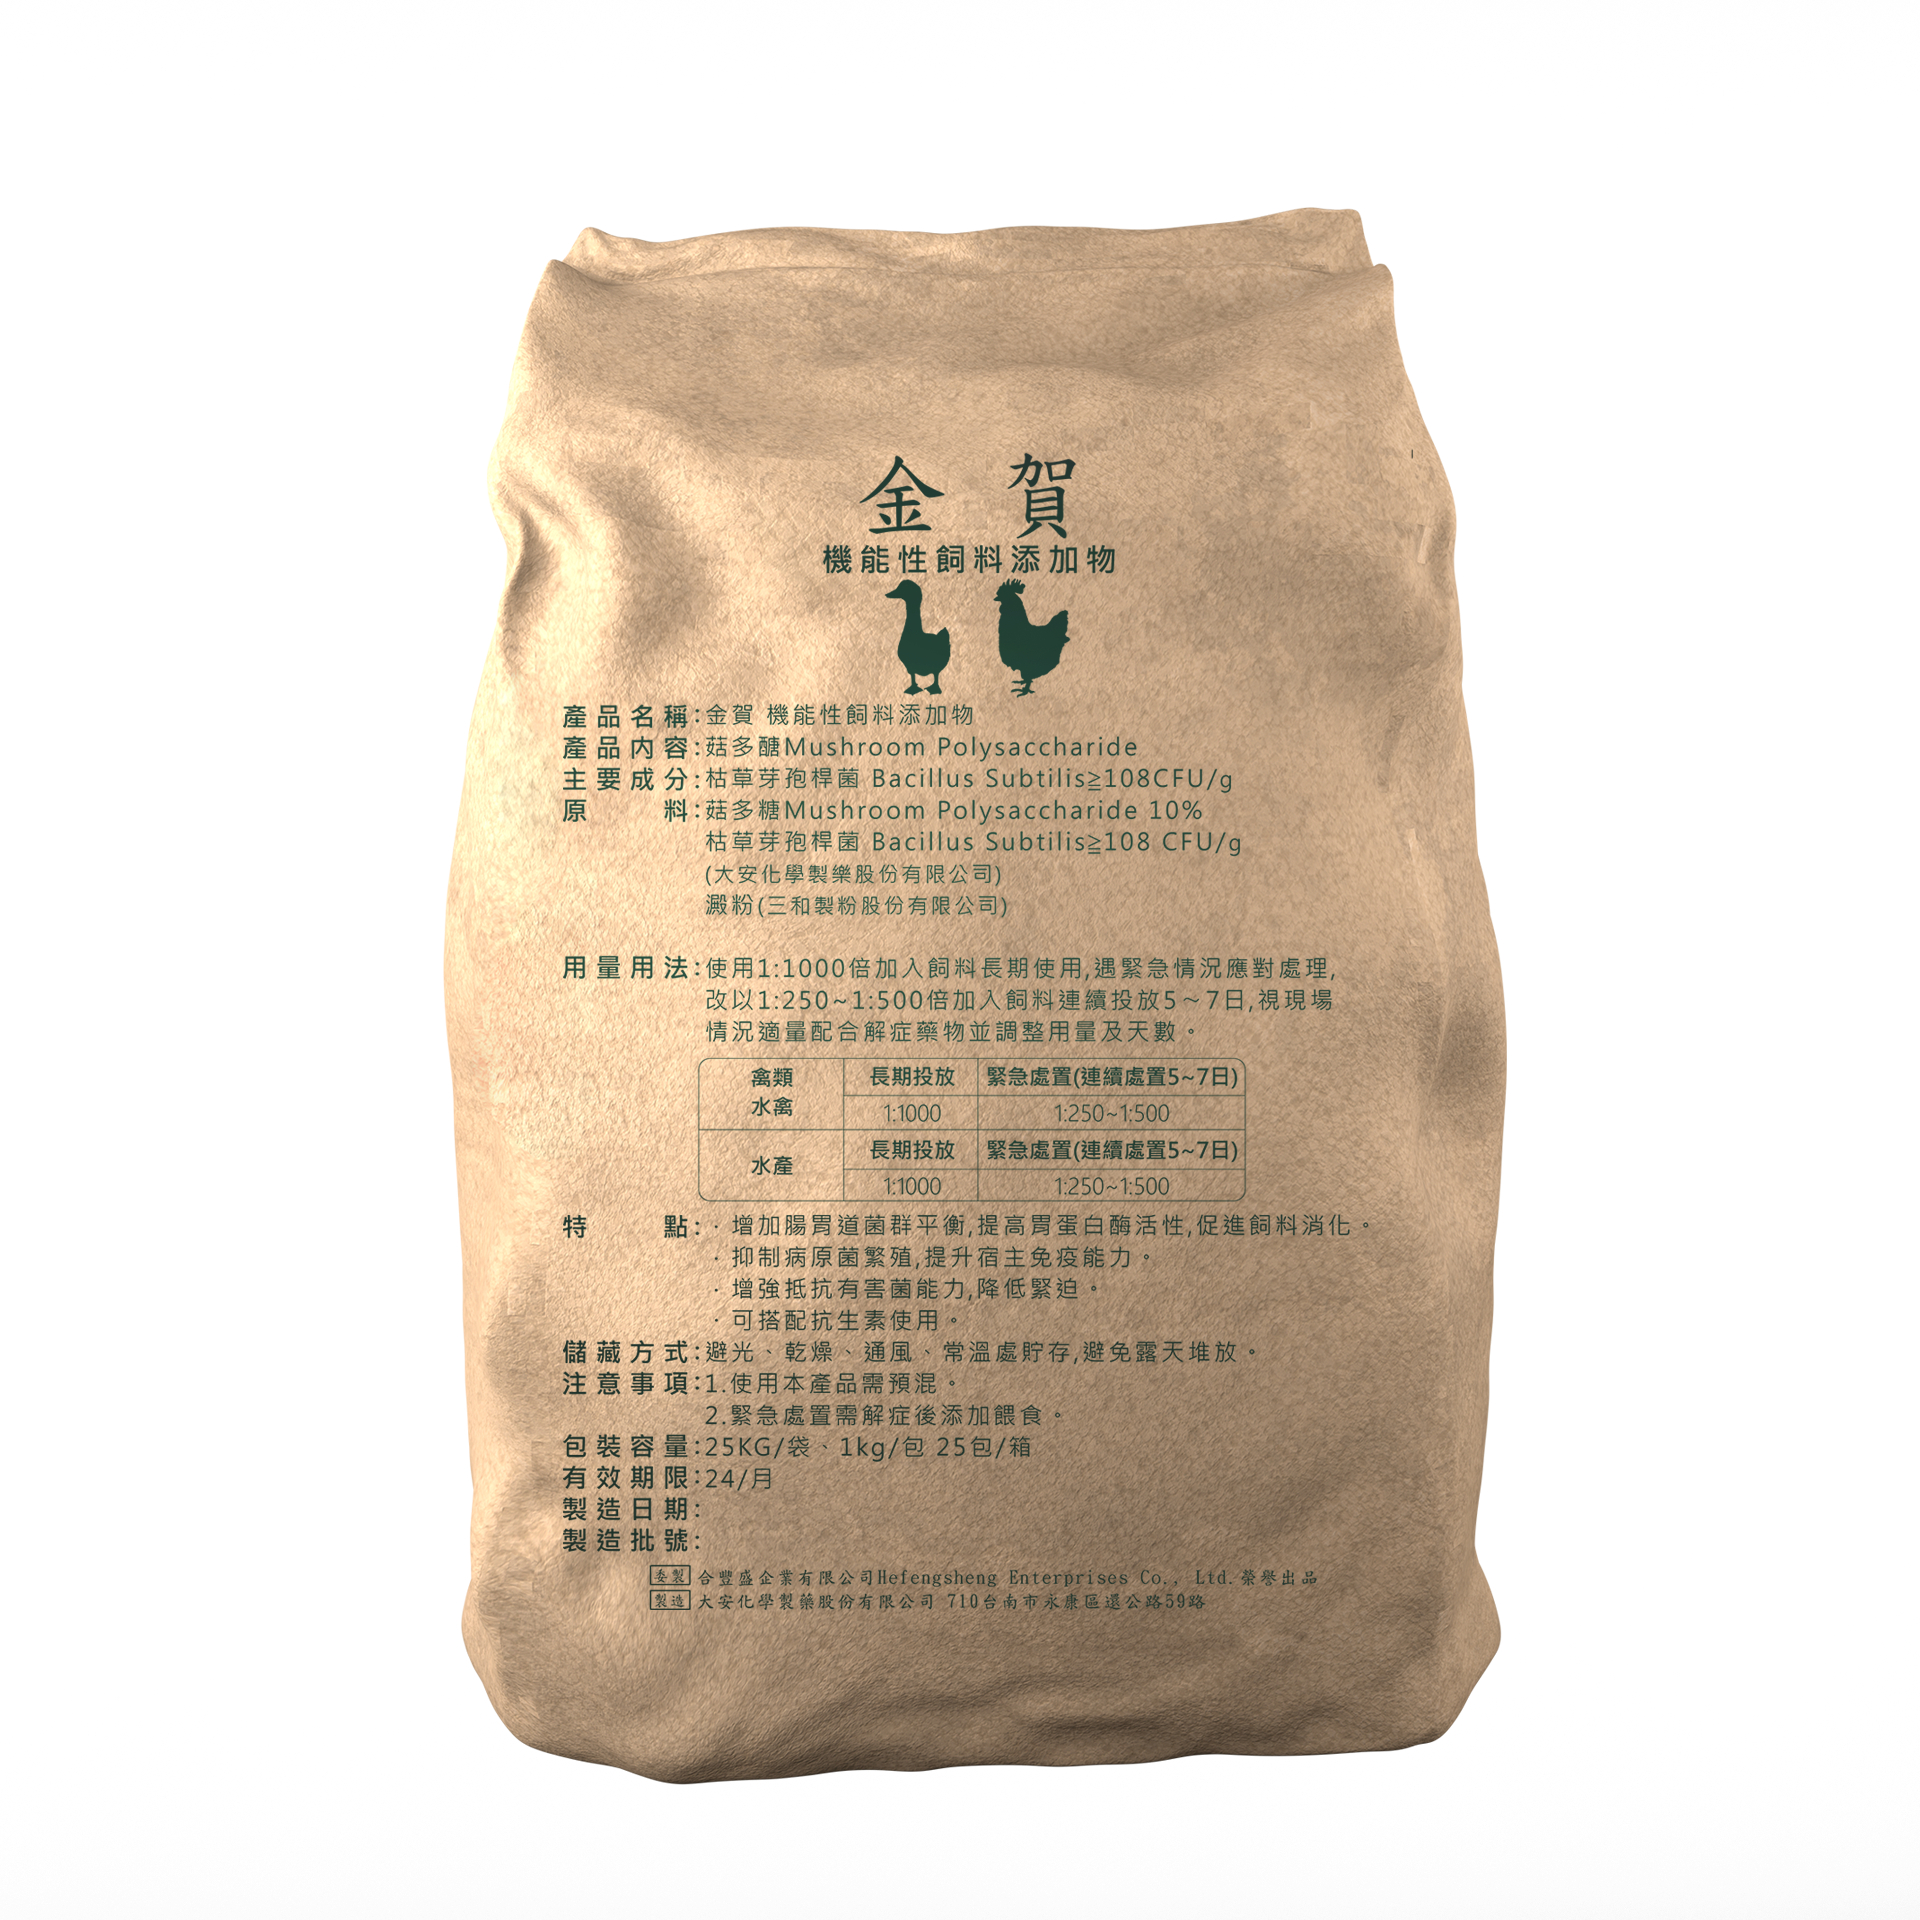 金 賀
機能性飼料添加物
產品名稱:金賀 機能性飼料添加物
產品內容:菇多醣Mushroom Polysaccharide
主要成分:枯草芽孢桿菌 Bacillus Subtilis≧108CFU/g
原 料:菇多糖Mushroom Polysaccharide 10%
枯草芽孢桿菌 Bacillus Subtilis≧108 CFU/g
(大安化學製樂股份有限公司)
澱粉(三和製粉股份有限公司)
用量用法:使用1:1000倍加入飼料長期使用,遇緊急情況應對處理,
改以1:250~1:500倍加入飼料連續投放5~7日,視現場
情況適量配合解症藥物並調整用量及天數。
禽類 長期投放 緊急處置(連續處置5~7日)
水禽 1:1000 1:250~1:500
水產 長期投放 緊急處置(連續處置5~7日)
1:1000 1:250~1:500
特 點:· 增加腸胃道菌群平衡,提高胃蛋白酶活性,促進飼料消化。
· 抑制病原菌繁殖,提升宿主免疫能力。
· 增強抵抗有害菌能力,降低緊迫。
· 可搭配抗生素使用。
儲藏方式:避光、乾燥、通風、常溫處貯存,避免露天堆放。
注意事項:1.使用本產品需預混。
2.緊急處置需解症後添加餵食。
包裝容量:25KG/袋、1kg/包 25包/箱
有效期限:24/月
製造日期:
製造批號:
委製 合豐盛企業有限公司Hefengsheng Enterprises Co., Ltd.榮譽出品
製造 大安化學製藥股份有限公司 710台南市永康區還公路59路